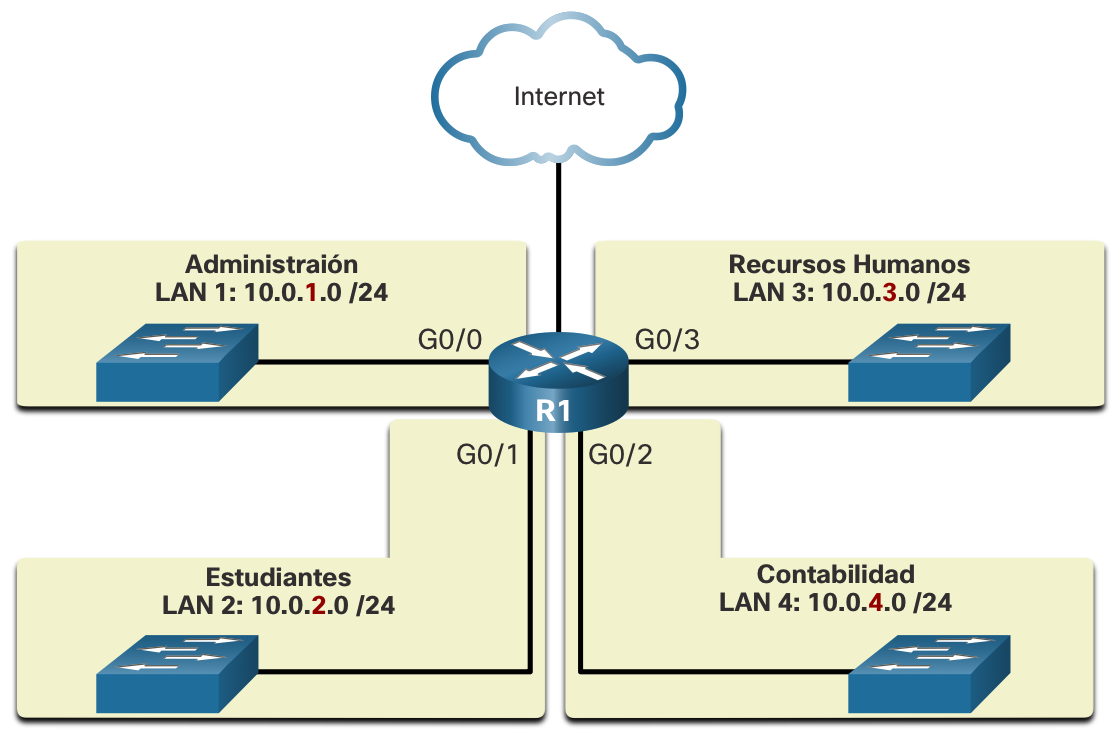 Internet
Administraión
LAN 1: 10.0.1.0 /24
Recursos Humanos
LAN 3: 10.0.3.0 /24
G0/0
G0/3
R1
G0/1
G0/2
Estudiantes
LAN 2: 10.0.2.0 /24
Contabilidad
LAN 4: 10.0.4.0 /24